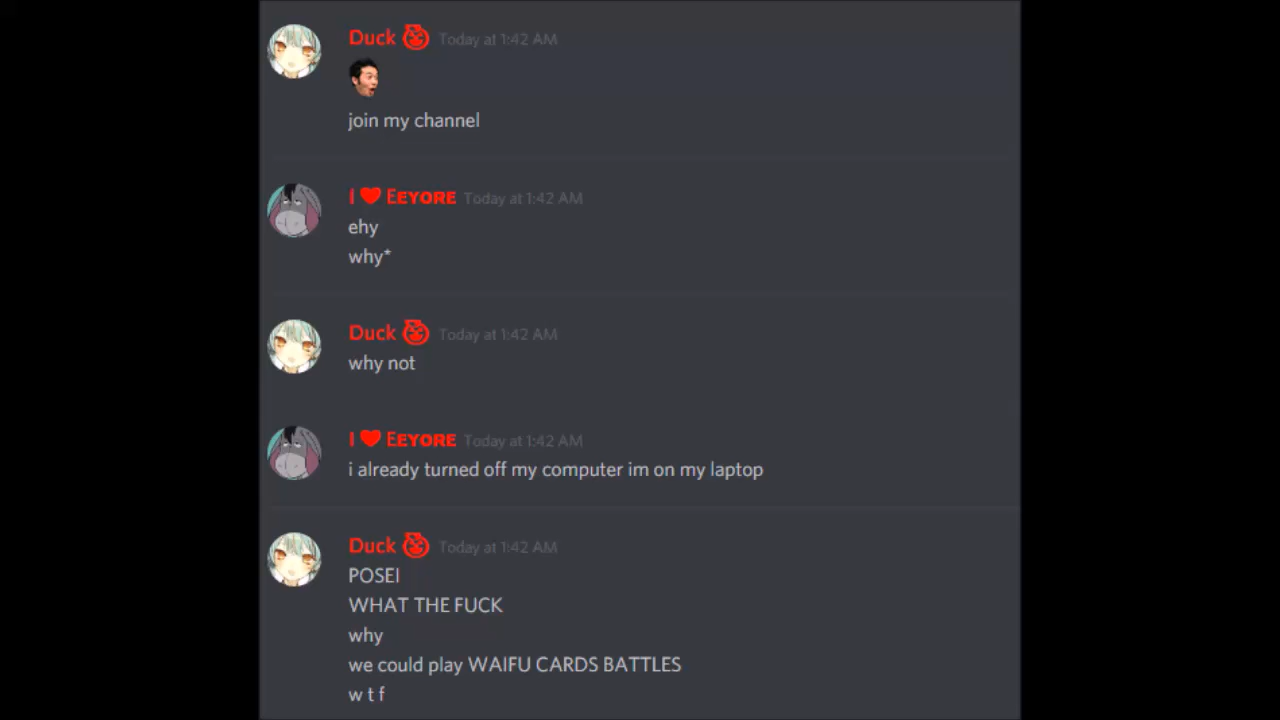 Duck Today at 1:42 AM
join my channel
I ❤ EEYORE Today at 1:42 AM
ehy
why*
Duck Today at 1:42 AM
why not
I ❤ EEYORE Today at 1:42 AM
i already turned off my computer im on my laptop
Duck Today at 1:42 AM
POSEI
WHAT THE FUCK
why
we could play WAIFU CARDS BATTLES
w t f